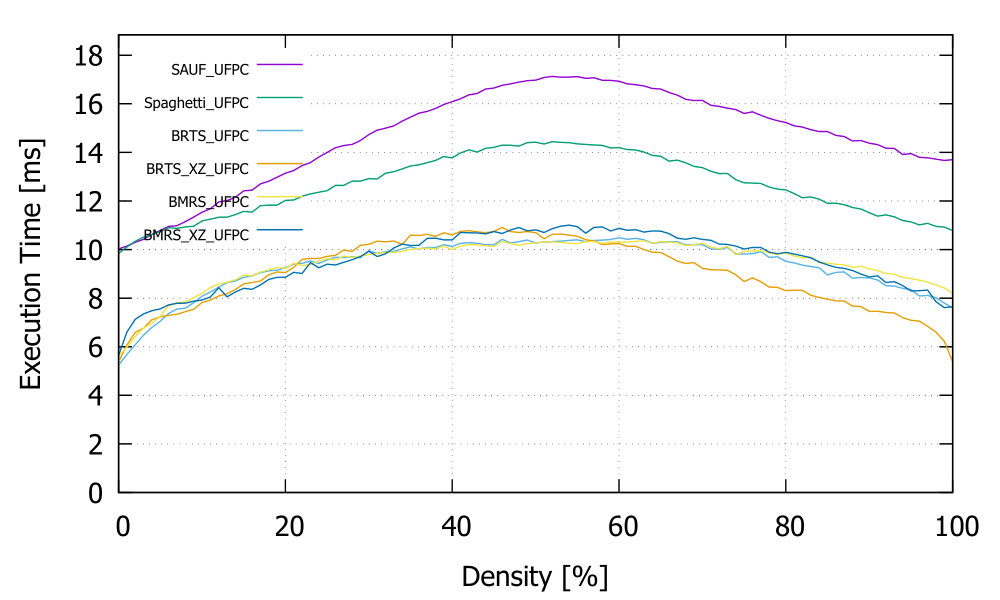 Execution Time [ms]
18
16
14
12
10
8
6
4
2
0
SAUF_UFPC
Spaghetti_UFPC
BRTS_UFPC
BRTS_XZ_UFPC
BMRS_UFPC
BMRS_XZ_UFPC
0 20 40 60 80 100
Density [%]